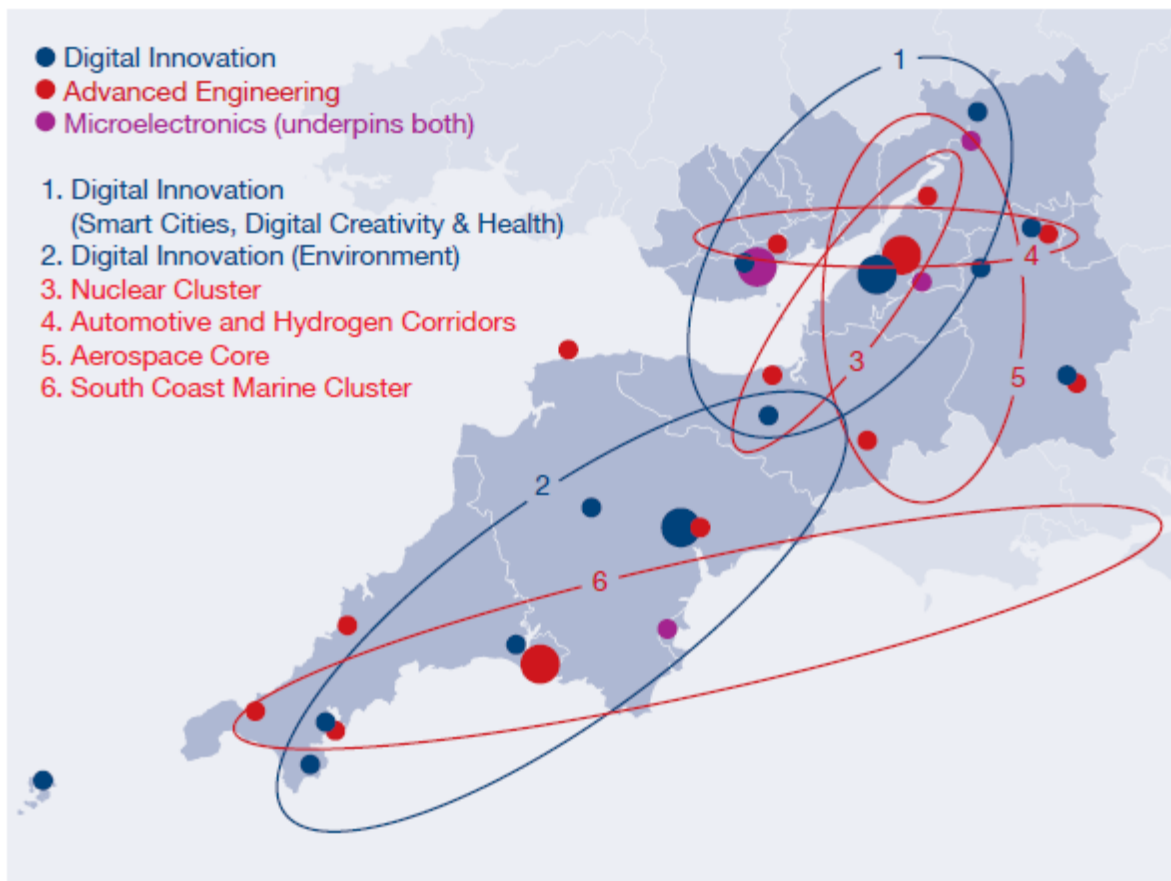 Digital Innovation
Advanced Engineering
Microelectronics (underpins both)
1. Digital Innovation
(Smart Cities, Digital Creativity & Health)
2. Digital Innovation (Environment)
3. Nuclear Cluster
4. Automotive and Hydrogen Corridors
5. Aerospace Core
6. South Coast Marine Cluster
1
4
3
5
2
6